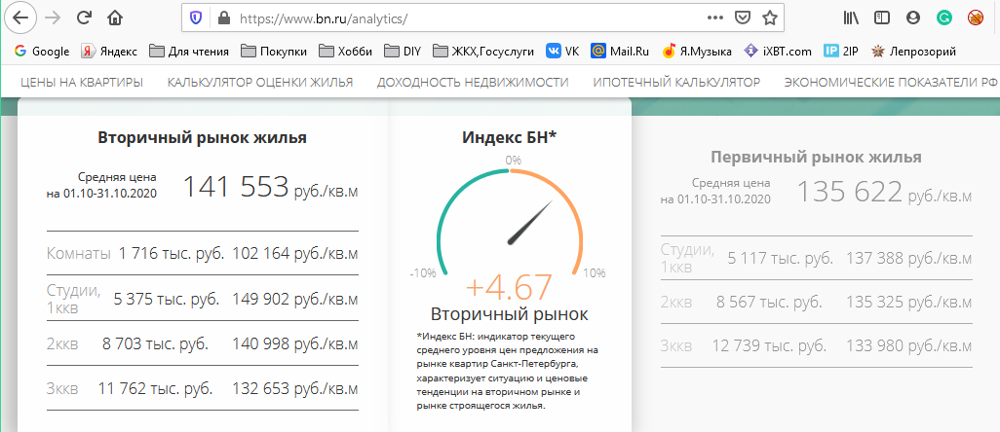 https://www.bn.ru/analytics/
Google Яндекс Для чтения Покупки Хобби DIY ЖКХ,Госуслуги VK Mail.Ru Я.Музыка iXBT.com 2IP Лепрозорий
ЦЕНЫ НА КВАРТИРЫ КАЛЬКУЛЯТОР ОЦЕНКИ ЖИЛЬЯ ДОХОДНОСТЬ НЕДВИЖИМОСТИ ИПОТЕЧНЫЙ КАЛЬКУЛЯТОР ЭКОНОМИЧЕСКИЕ ПОКАЗАТЕЛИ РФ
Вторичный рынок жилья
Средняя цена
на 01.10-31.10.2020 141 553 руб./кв.м
Комнаты 1 716 тыс. руб. 102 164 руб./кв.м
Студии,
1ккв 5 375 тыс. руб. 149 902 руб./кв.м
2ккв 8 703 тыс. руб. 140 998 руб./кв.м
3ккв 11 762 тыс. руб. 132 653 руб./кв.м
Индекс БН*
0%
-10% 10%
+4.67
Вторичный рынок
*Индекс БН: индикатор текущего
среднего уровня цен предложения на
рынке квартир Санкт-Петербурга,
характеризует ситуацию и ценовые
тенденции на вторичном рынке и
рынке строящегося жилья.
Первичный рынок жилья
Средняя цена
на 01.10-31.10.2020 135 622 руб./кв.м
Студии,
1ккв 5 117 тыс. руб. 137 388 руб./кв.м
2ккв 8 567 тыс. руб. 135 325 руб./кв.м
3ккв 12 739 тыс. руб. 133 980 руб./кв.м